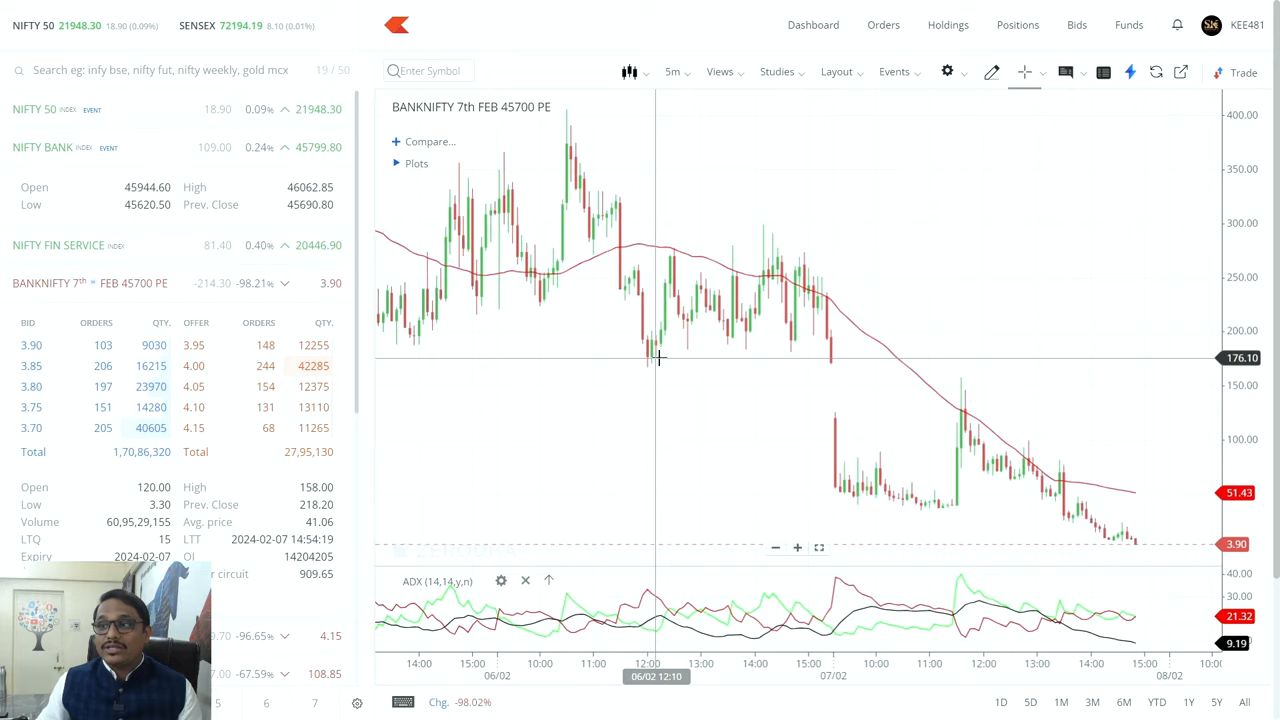 NIFTY 50 21948.30 18.90 (0.09%) SENSEX 72194.19 8.10 (0.01%)
Dashboard Orders Holdings Positions Bids Funds KEE481
Search eg: infy bse, nifty fut, nifty weekly, gold mcx 19 / 50
Enter Symbol 5m Views Studies Layout Events Trade
NIFTY 50 INDEX EVENT 18.90 0.09% 21948.30
NIFTY BANK INDEX EVENT 109.00 0.24% 45799.80
Open 45944.60 High 46062.85
Low 45620.50 Prev. Close 45690.80
NIFTY FIN SERVICE INDEX 81.40 0.40% 20446.90
BANKNIFTY 7th FEB 45700 PE -214.30 -98.21% 3.90
BID ORDERS QTY. OFFER ORDERS QTY.
3.90 103 9030 3.95 148 12255
3.85 206 16215 4.00 244 42285
3.80 197 23970 4.05 154 12375
3.75 151 14280 4.10 131 13110
3.70 205 40605 4.15 68 11265
Total 1,70,86,320 Total 27,95,130
Open 120.00 High 158.00
Low 3.30 Prev. Close 218.20
Volume 60,95,29,155 Avg. price 41.06
LTQ 15 LTT 2024-02-07 14:54:19
Expiry 2024-02-07 OI 14204205
r circuit 909.65
9.70 -96.65% 4.15
7.00 -67.59% 108.85
5 6 7
BANKNIFTY 7th FEB 45700 PE
Compare...
Plots
400.00
350.00
300.00
250.00
200.00
176.10
150.00
100.00
51.43
3.90
ZERODHA
ADX (14,14,y,n)
40.00
30.00
21.32
9.19
14:00 15:00 10:00 11:00 12:00 13:00 14:00 15:00 10:00 11:00 12:00 13:00 14:00 15:00 10:00
06/02 06/02 12:10 07/02 08/02
Chg. -98.02% 1D 5D 1M 3M 6M YTD 1Y 5Y All